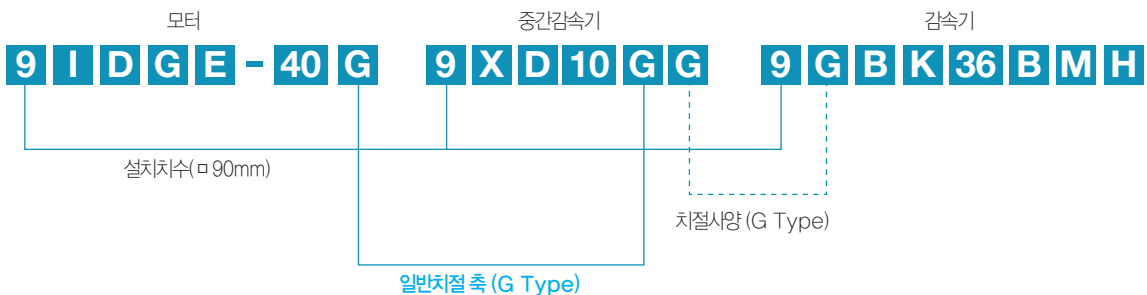 모터 중간감속기 감속기
9 I D G E - 40 G 9 X D 10 G G 9 G B K 36 B M H
설치치수(ㅁ90mm)
치절사양 (G Type)
일반치절 축 (G Type)